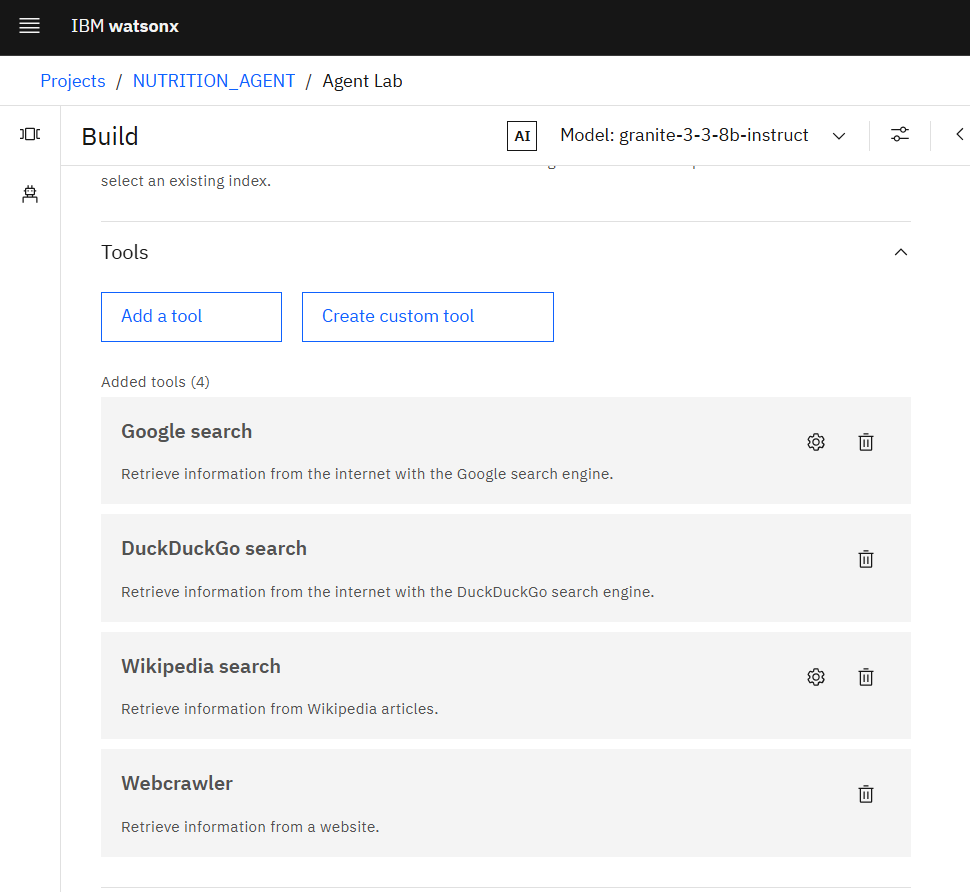 IBM watsonx
Projects / NUTRITION_AGENT / Agent Lab
Build
AI
Model: granite-3-3-8b-instruct
select an existing index.
Tools
Add a tool
Create custom tool
Added tools (4)
Google search
Retrieve information from the internet with the Google search engine.
DuckDuckGo search
Retrieve information from the internet with the DuckDuckGo search engine.
Wikipedia search
Retrieve information from Wikipedia articles.
Webcrawler
Retrieve information from a website.